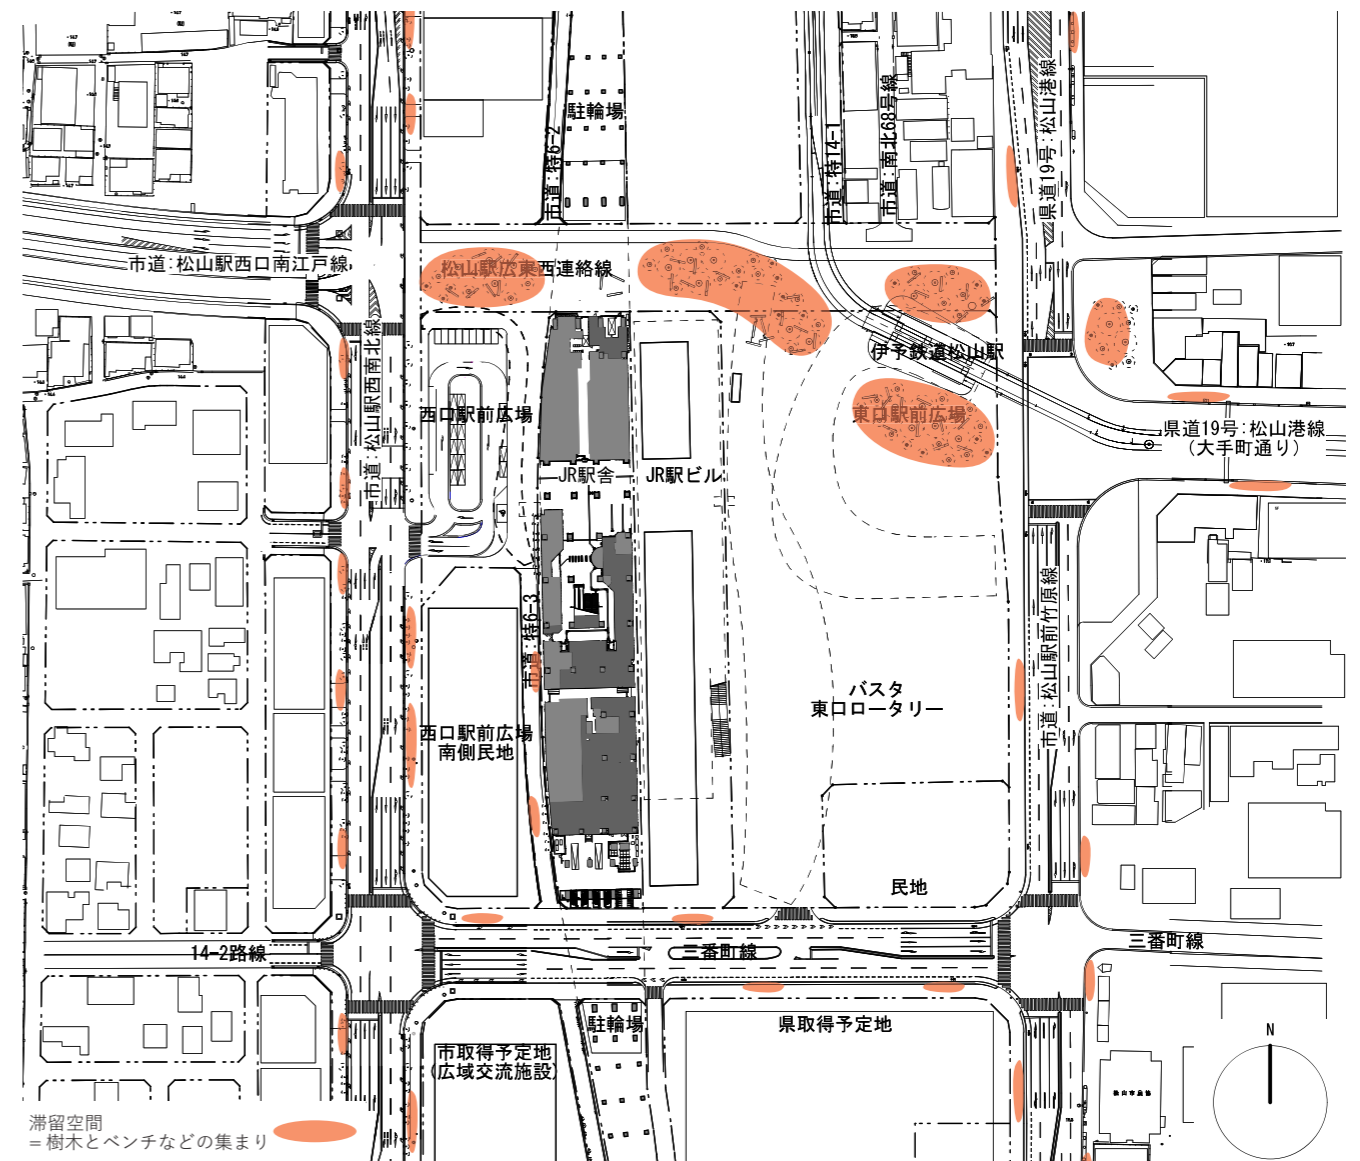 駐輪場
市道:特6-2
市道:特14-1
市道:南北68号線
県道19号:松山港線
市道:松山駅西口南江戸線
松山駅広東西連絡線
伊予鉄道松山駅
市道:松山駅西南北線
西口駅前広場
東口駅前広場
県道19号:松山港線
(大手町通り)
JR駅舎
JR駅ビル
市道:特6-3
市道:松山駅前竹原線
バスタ
東口ロータリー
西口駅前広場
南側民地
民地
14-2路線
三番町線
三番町線
駐輪場
県取得予定地
市取得予定地
(広域交流施設)
N
滞留空間
=樹木とベンチなどの集まり